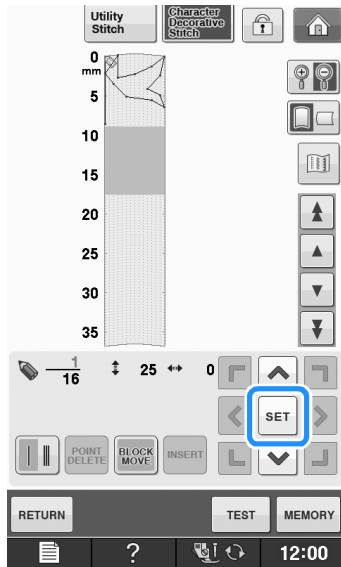 Utility
Stitch
Character
Decorative
Stitch
0
mm
5
10
15
20
25
30
35
1
16
25
0
SET
POINT
DELETE
BLOCK
MOVE
INSERT
RETURN
TEST
MEMORY
?
12:00